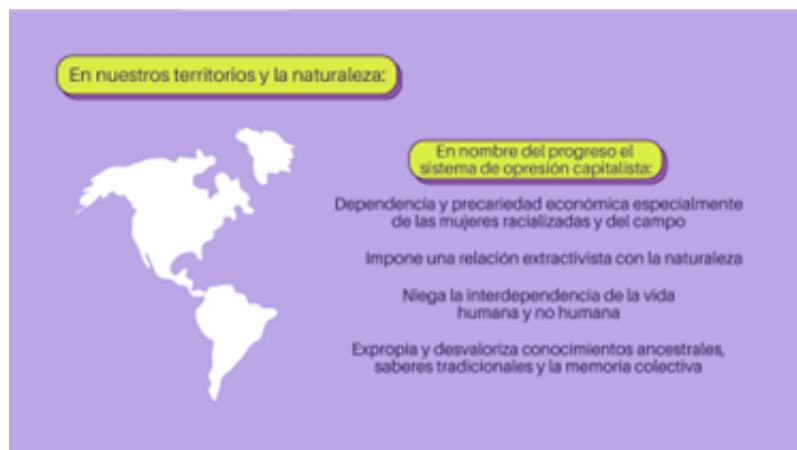 En nuestros territorios y la naturaleza:
En nombre del progreso el
sistema de opresión capitalista:
Dependencia y precariedad económica especialmente
de las mujeres racializadas y del campo
Impone una relación extractivista con la naturaleza
Niega la interdependencia de la vida
humana y no humana
Expropia y desvaloriza conocimientos ancestrales,
saberes tradicionales y la memoria colectiva